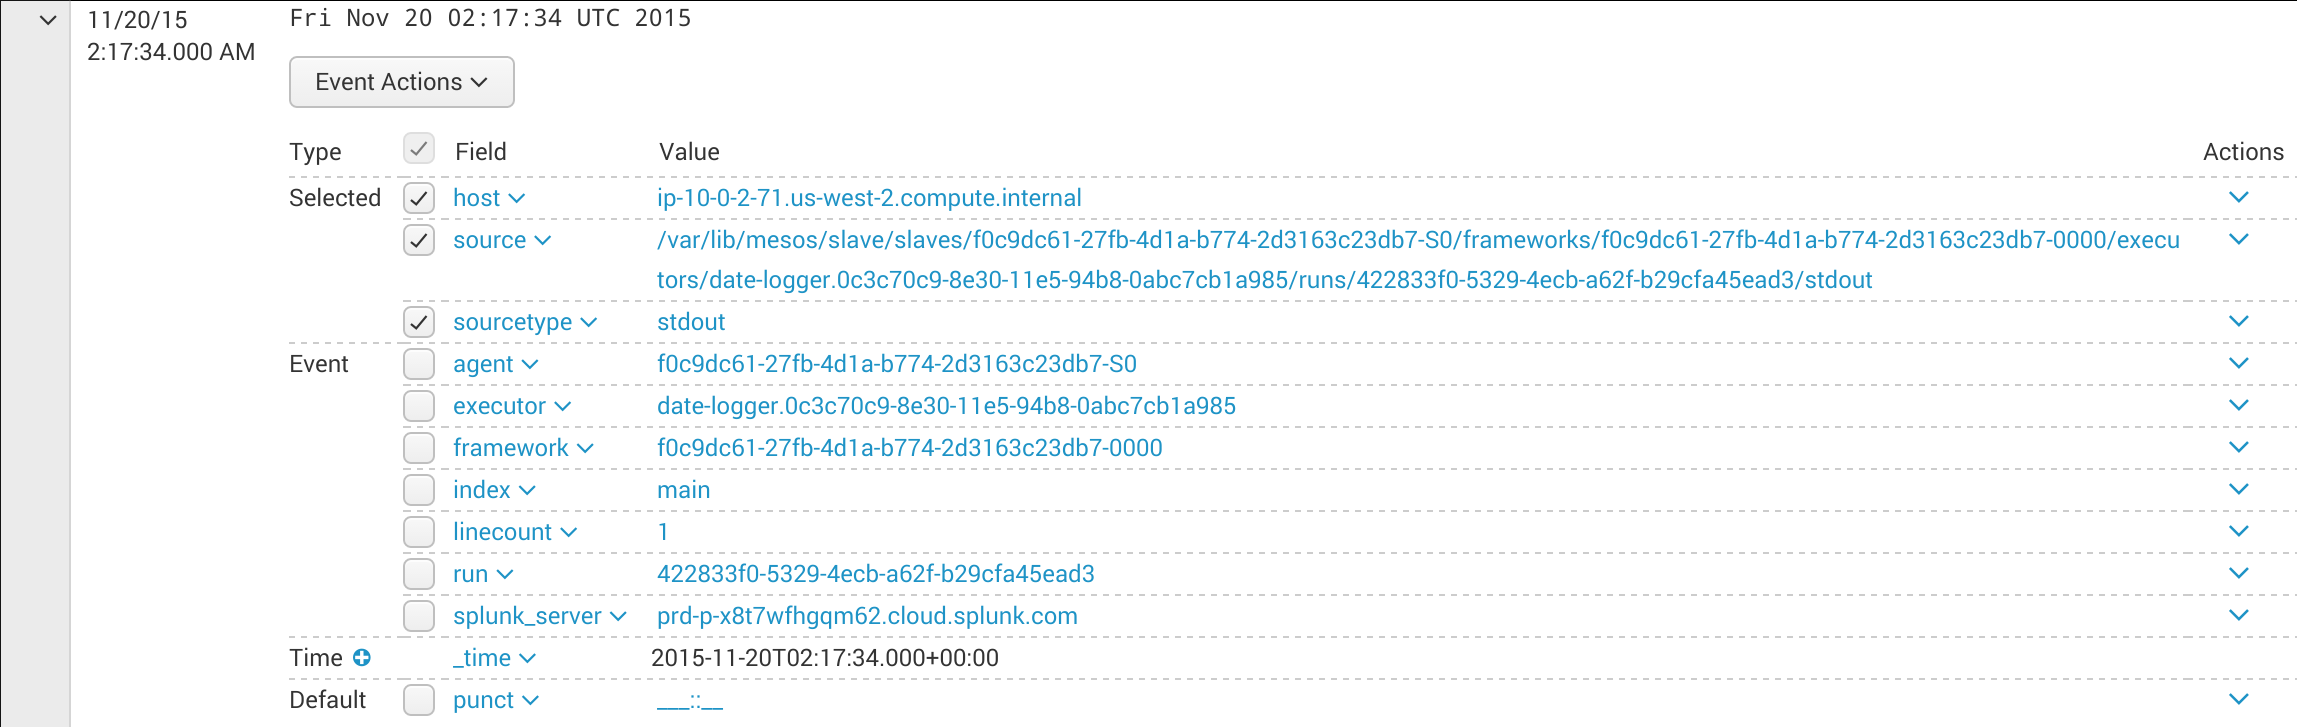 11/20/15 Fri Nov 20 02:17:34 UTC 2015
2:17:34.000 AM
Event Actions
Type Field Value Actions
Selected host ip-10-0-2-71.us-west-2.compute.internal
source /var/lib/mesos/slave/slaves/f0c9dc61-27fb-4d1a-b774-2d3163c23db7-S0/frameworks/f0c9dc61-27fb-4d1a-b774-2d3163c23db7-0000/execu
tors/date-logger.0c3c70c9-8e30-11e5-94b8-0abc7cb1a985/runs/422833f0-5329-4ecb-a62f-b29cfa45ead3/stdout
sourcetype stdout
Event agent f0c9dc61-27fb-4d1a-b774-2d3163c23db7-S0
executor date-logger.0c3c70c9-8e30-11e5-94b8-0abc7cb1a985
framework f0c9dc61-27fb-4d1a-b774-2d3163c23db7-0000
index main
linecount 1
run 422833f0-5329-4ecb-a62f-b29cfa45ead3
splunk_server prd-p-x8t7wfhgqm62.cloud.splunk.com
Time _time 2015-11-20T02:17:34.000+00:00
Default punct ___::__